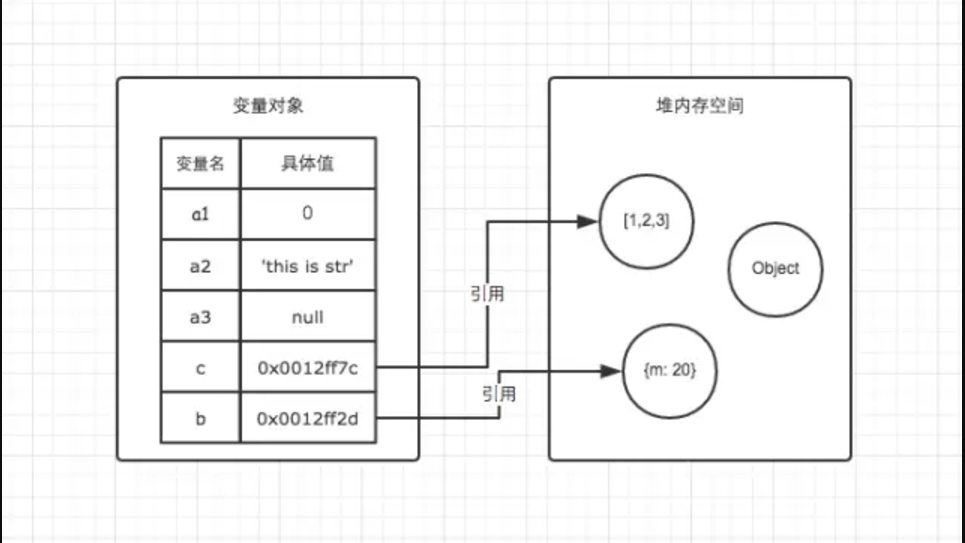 变量对象
变量名 具体值
a1 0
a2 'this is str'
a3 null
c 0x0012ff7c
b 0x0012ff2d
引用
引用
堆内存空间
[1,2,3]
Object
{m: 20}